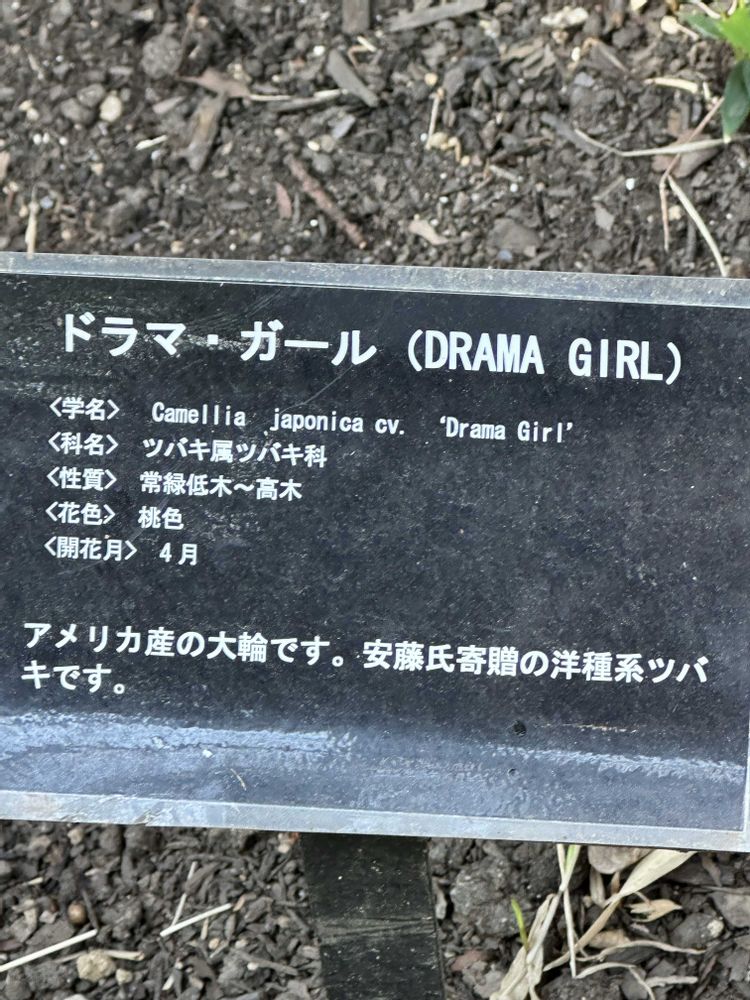 ドラマ・ガール（DRAMA GIRL）
〈学名〉 Camellia japonica cv. ‘Drama Girl’
〈科名〉 ツバキ属ツバキ科
〈性質〉 常緑低木～高木
〈花色〉 桃色
〈開花月〉 4月
アメリカ産の大輪です。安藤氏寄贈の洋種系ツバ
キです。